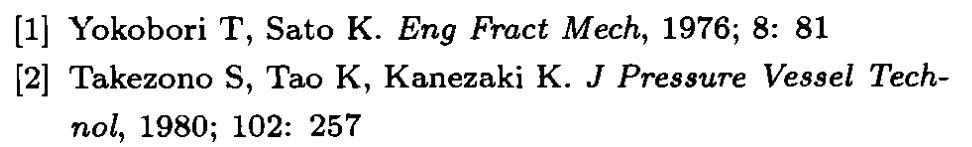 [1] Yokobori T, Sato K. Eng Fract Mech, 1976; 8: 81
[2] Takezono S, Tao K, Kanezaki K. J Pressure Vessel Tech-
nol, 1980; 102: 257